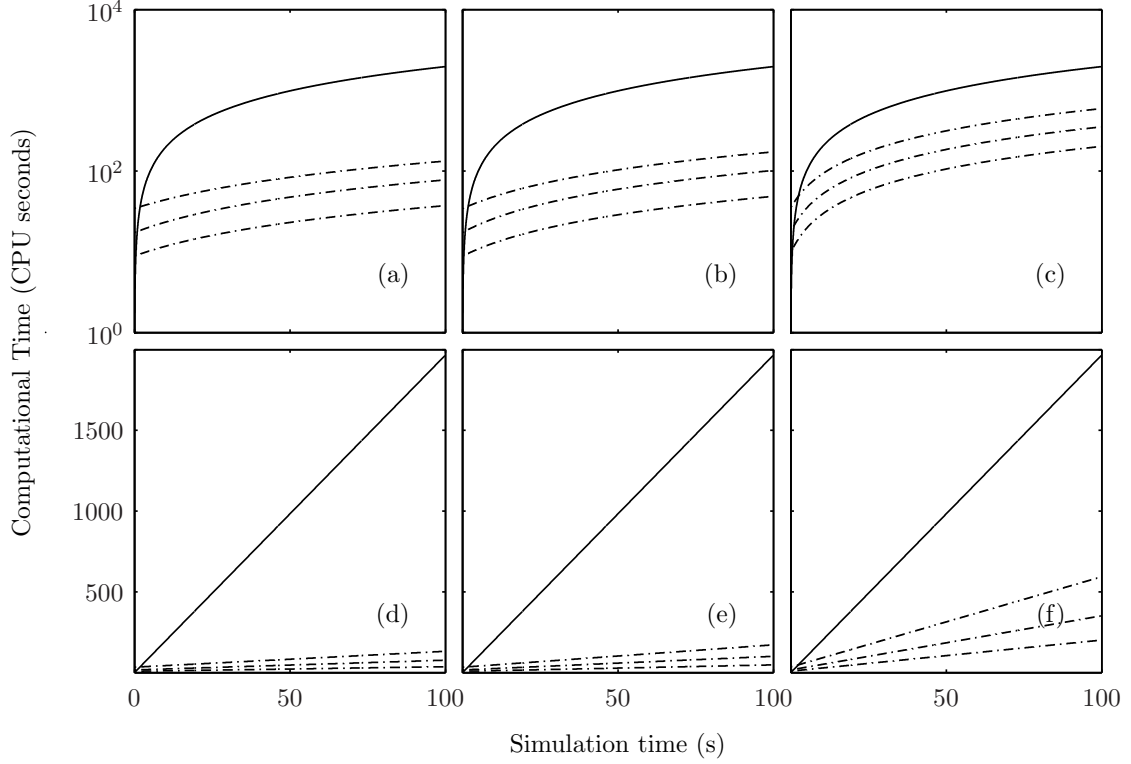 Computational Time (CPU seconds)
10^4
10^2
10^0
(a)
(b)
(c)
1500
1000
500
(d)
(e)
(f)
0
50
100
50
100
50
100
Simulation time (s)